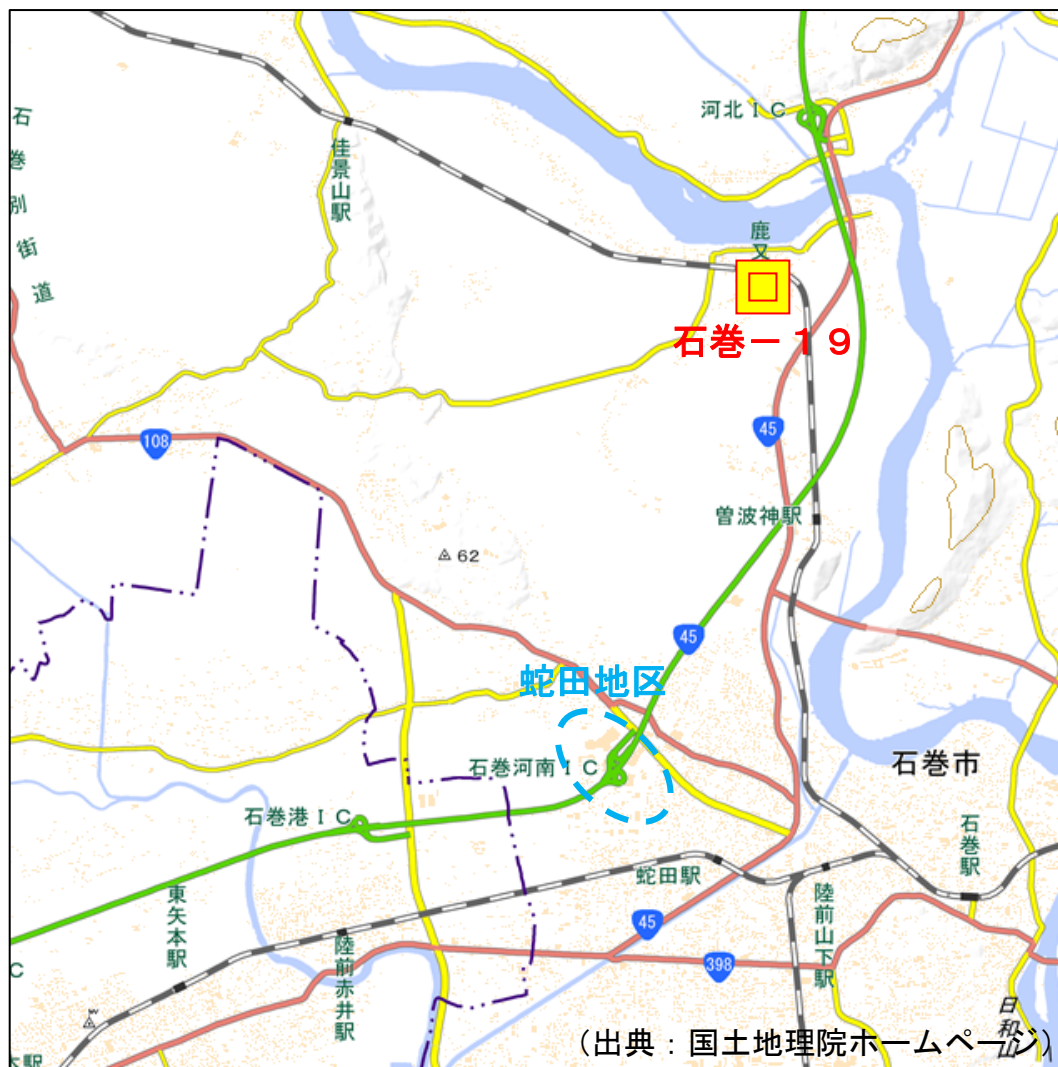 河北ＩＣ
石巻別街道
佳景山駅
鹿又
石巻－１９
108
45
曽波神駅
62
45
蛇田地区
石巻河南ＩＣ
石巻市
石巻港ＩＣ
石巻駅
蛇田駅
東矢本駅
陸前山下駅
45
陸前赤井駅
398
C
日和山
（出典：国土地理院ホームページ）
本駅